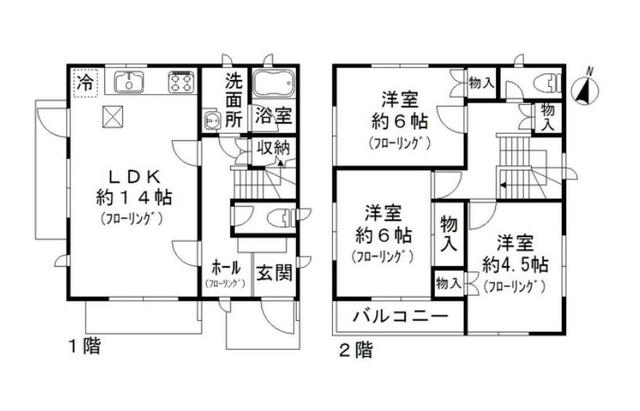 冷
洗面所
浴室
収納
LDK
約14帖
(フローリング)
ホール
(フローリング)
玄関
1階
洋室
約6帖
(フローリング)
物入
物入
N
洋室
約6帖
(フローリング)
物入
物入
洋室
約4.5帖
(フローリング)
バルコニー
2階